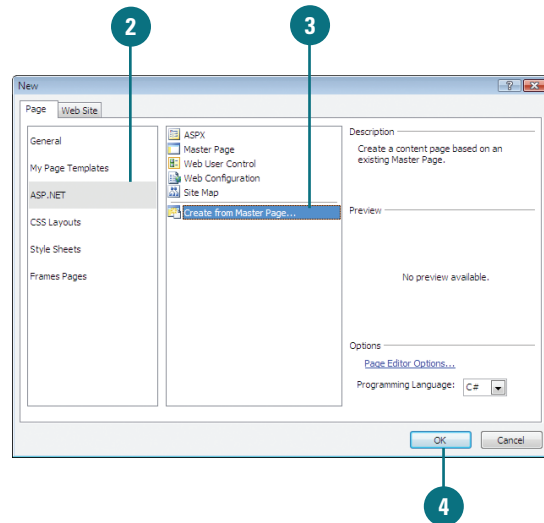 2
3
New
Page
Web Site
General
My Page Templates
ASP.NET
CSS Layouts
Style Sheets
Frames Pages
ASPX
Master Page
Web User Control
Web Configuration
Site Map
Create from Master Page...
Description
Create a content page based on an
existing Master Page.
Preview
No preview available.
Options
Page Editor Options...
Programming Language: C#
OK
Cancel
4